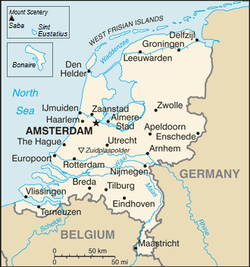 Mount Scenery
Saba
Sint
Eustatius
Bonaire
WEST FRISIAN ISLANDS
Waddenzee
Delfzijl
Groningen
Leeuwarden
Den
Helder
North
Sea
IJmuiden
Zaanstad
Zwolle
Haarlem
Almere
Stad
AMSTERDAM
Apeldoorn
Enschede
The Hague
Utrecht
Zuidplaspolder
Arnhem
Europoort
Rotterdam
Nijmegen
Breda
Tilburg
GERMANY
Vlissingen
Eindhoven
Terneuzen
BELGIUM
Maastricht
0
50 km
0
50 mi